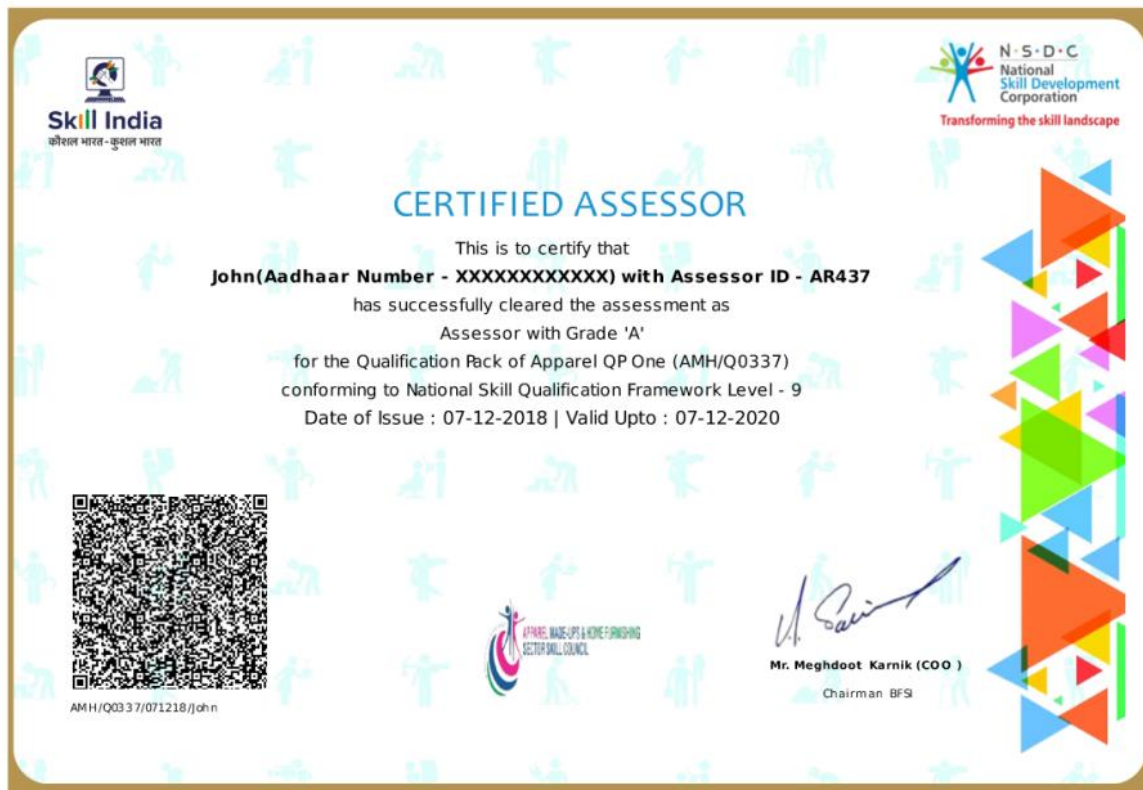 Skill India
कौशल भारत-कुशल भारत
N·S·D·C
National
Skill Development
Corporation
Transforming the skill landscape
CERTIFIED ASSESSOR
This is to certify that
John(Aadhaar Number - XXXXXXXXXXXX) with Assessor ID - AR437
has successfully cleared the assessment as
Assessor with Grade 'A'
for the Qualification Pack of Apparel QP One (AMH/Q0337)
conforming to National Skill Qualification Framework Level - 9
Date of Issue : 07-12-2018 | Valid Upto : 07-12-2020
AMH/Q0337/071218/John
APPAREL MADE-UPS & HOME FURNISHING
SECTOR SKILL COUNCIL
Mr. Meghdoot Karnik (COO )
Chairman BFSI